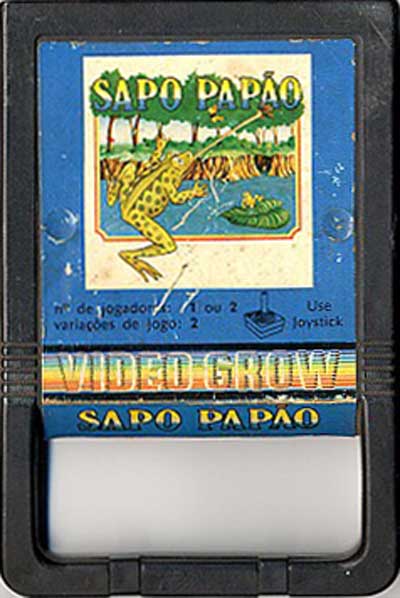 SAPO PAPÃO
nº de jogadores: 1 ou 2
variações de jogo: 2
Use
Joystick
VIDEO-GROW
SAPO PAPÃO